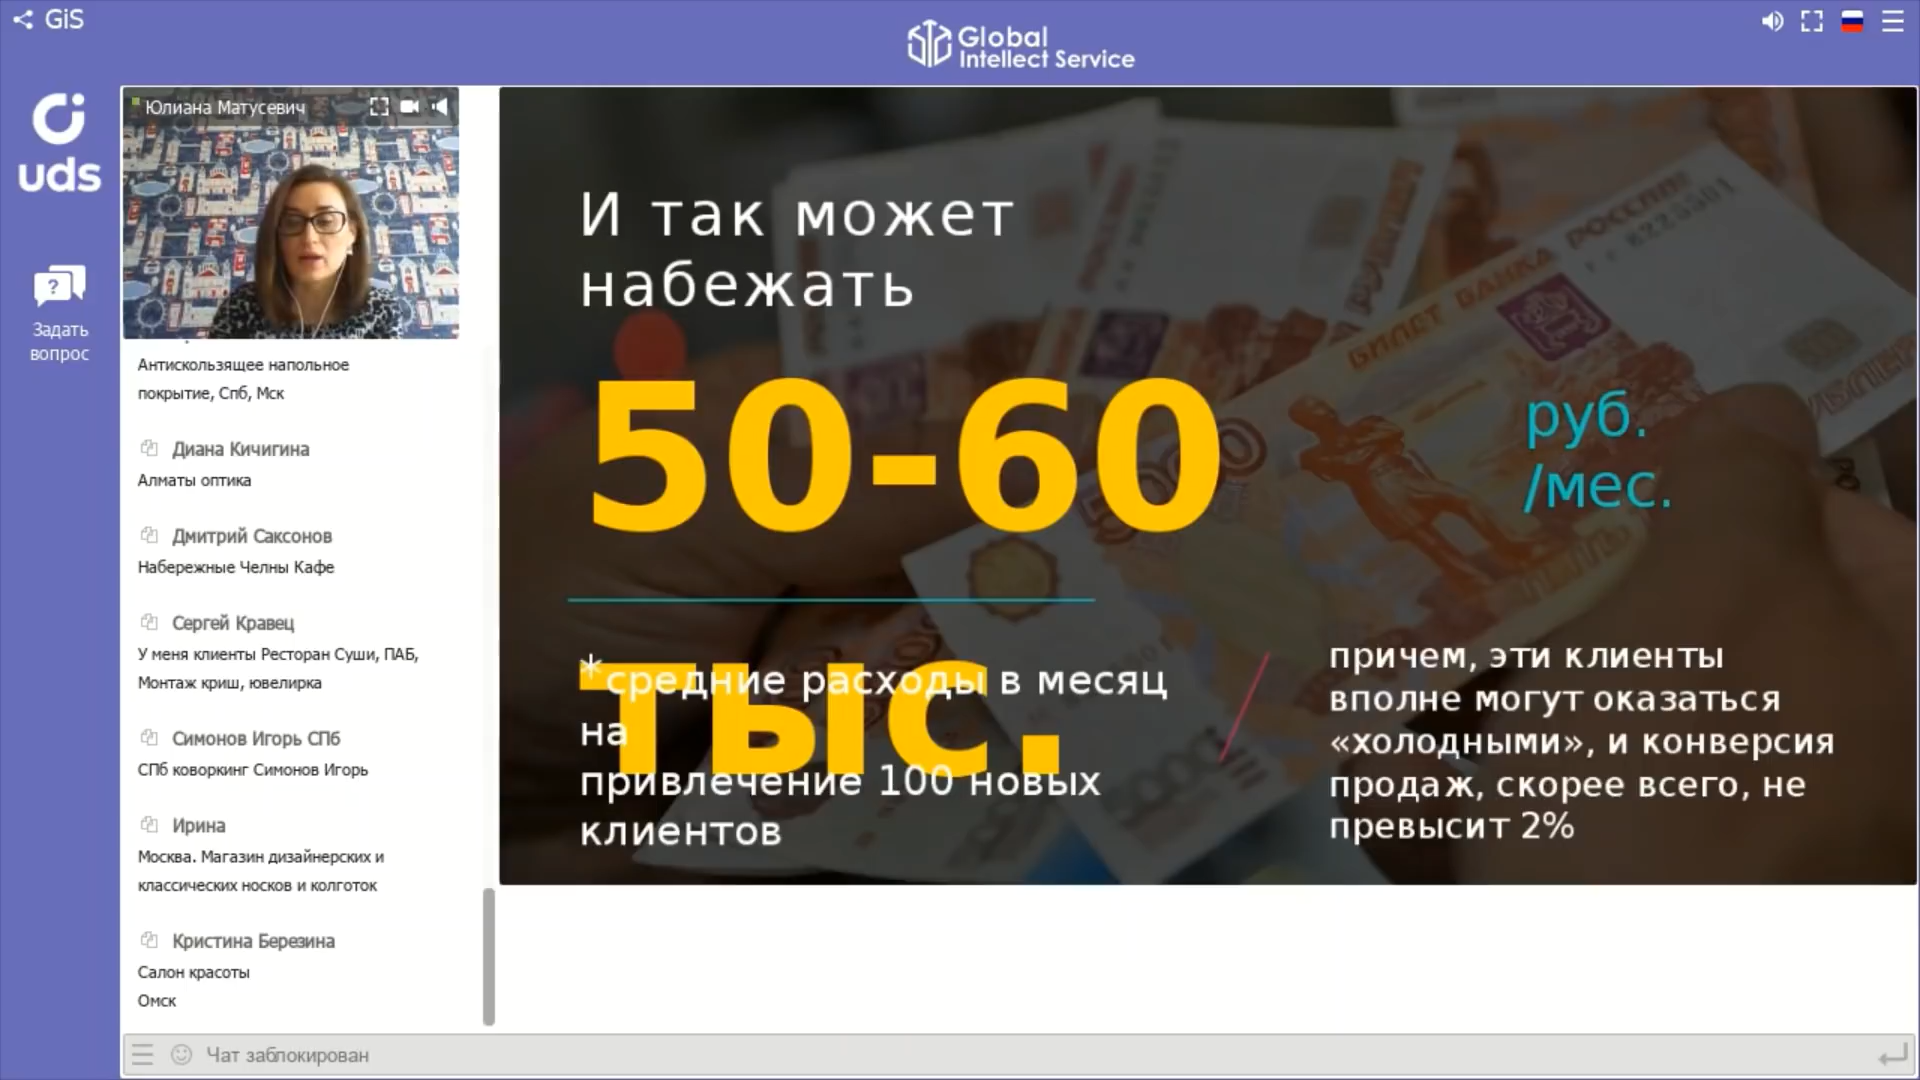 GiS
Global
Intellect Service
uds
Задать
вопрос
Юлиана Матусевич
Антискользящее напольное
покрытие, Спб, Мск
Диана Кичигина
Алматы оптика
Дмитрий Саксонов
Набережные Челны Кафе
Сергей Кравец
У меня клиенты Ресторан Суши, ПАБ,
Монтаж криш, ювелирка
Симонов Игорь СПб
СПб коворкинг Симонов Игорь
Ирина
Москва. Магазин дизайнерских и
классических носков и колготок
Кристина Березина
Салон красоты
Омск
Чат заблокирован
И так может
набежать
50-60
тыс.
руб.
/мес.
*средние расходы в месяц
на
привлечение 100 новых
клиентов
причем, эти клиенты
вполне могут оказаться
«холодными», и конверсия
продаж, скорее всего, не
превысит 2%
БИЛЕТ БАНКА РОССИИ